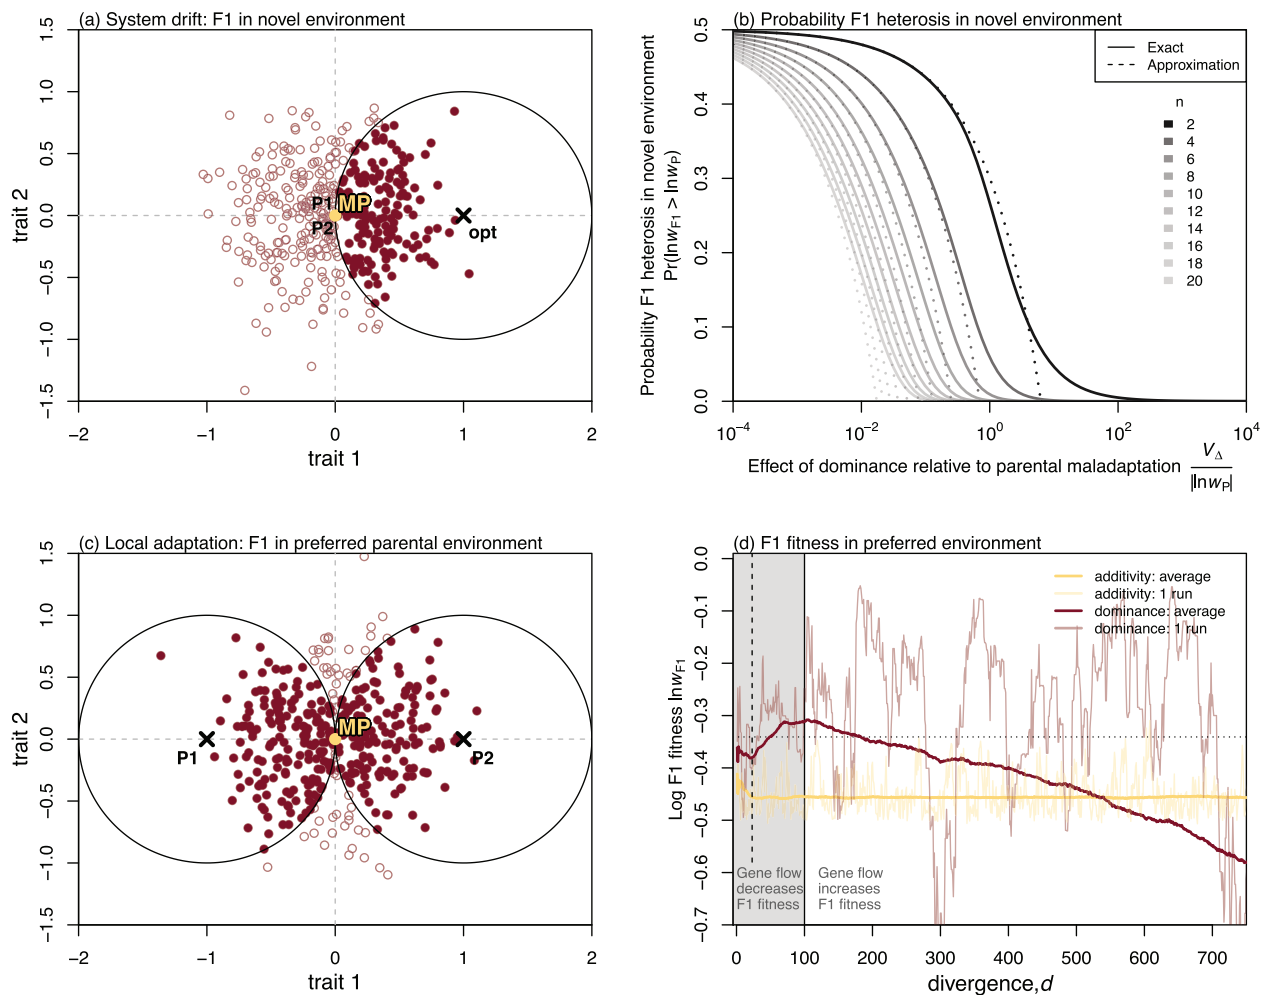 (a) System drift: F1 in novel environment
1.5
1.0
0.5
0.0
−0.5
−1.0
−1.5
trait 2
P1
MP
P2
opt
−2
−1
0
1
2
trait 1
(b) Probability F1 heterosis in novel environment
Probability F1 heterosis in novel environment
Pr(lnwF1 > lnwP)
0.5
0.4
0.3
0.2
0.1
0.0
Exact
Approximation
n
2
4
6
8
10
12
14
16
18
20
10−4
10−2
100
102
104
Effect of dominance relative to parental maladaptation VΔ
|lnwP|
(c) Local adaptation: F1 in preferred parental environment
1.5
1.0
0.5
0.0
−0.5
−1.0
−1.5
trait 2
MP
P1
P2
−2
−1
0
1
2
trait 1
(d) F1 fitness in preferred environment
0.0
−0.1
−0.2
−0.3
−0.4
−0.5
−0.6
−0.7
Log F1 fitness lnwF1
additivity: average
additivity: 1 run
dominance: average
dominance: 1 run
Gene flow
decreases
F1 fitness
Gene flow
increases
F1 fitness
0
100
200
300
400
500
600
700
divergence, d